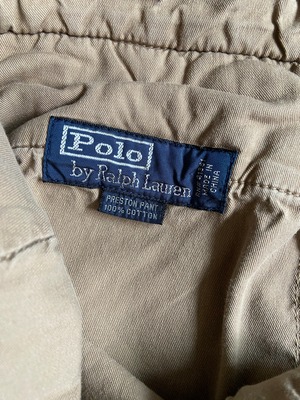 Polo
by Ralph Lauren
PRESTON PANT
100% COTTON
MADE IN
CHINA